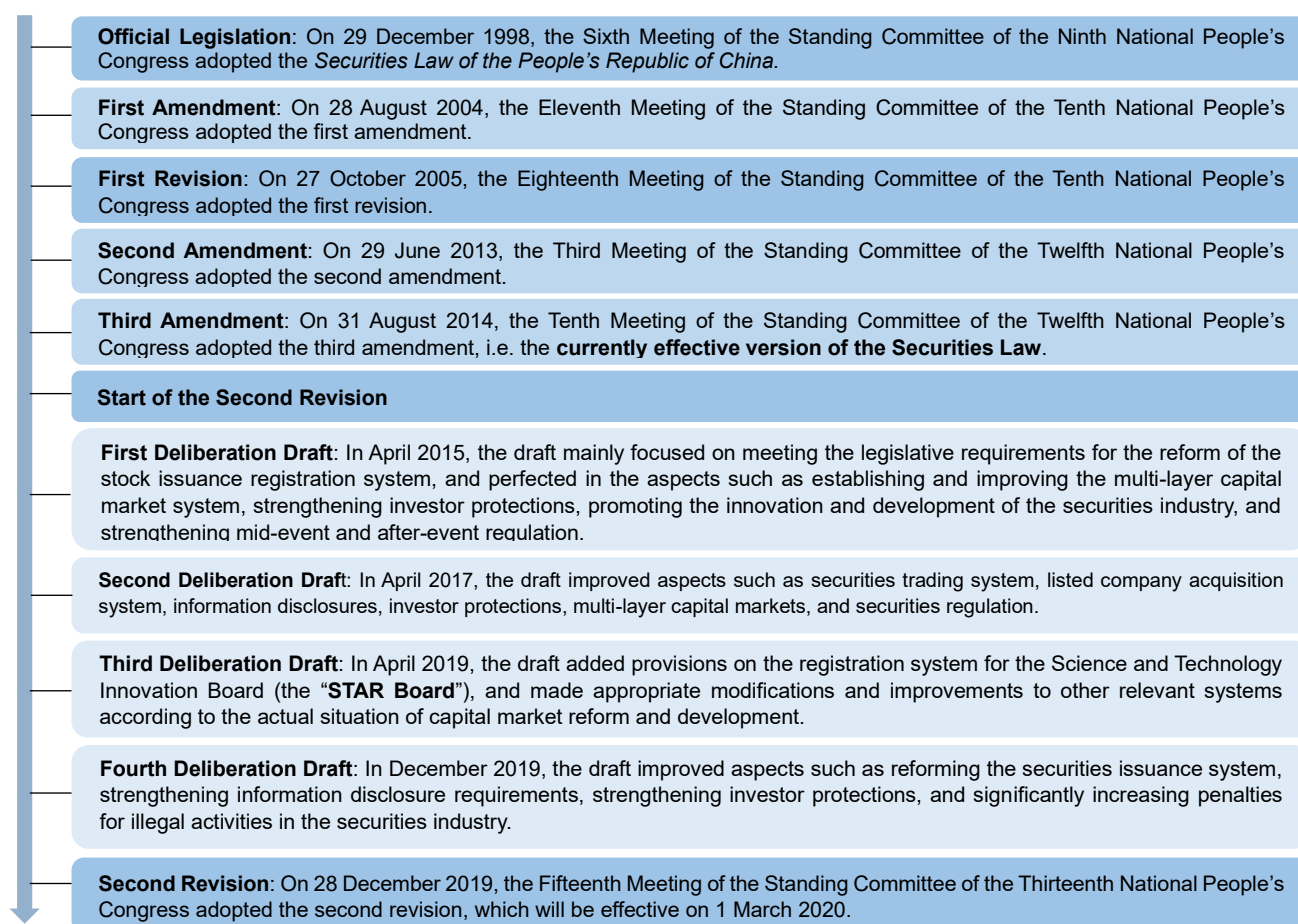 Official Legislation: On 29 December 1998, the Sixth Meeting of the Standing Committee of the Ninth National People’s
Congress adopted the Securities Law of the People’s Republic of China.
First Amendment: On 28 August 2004, the Eleventh Meeting of the Standing Committee of the Tenth National People’s
Congress adopted the first amendment.
First Revision: On 27 October 2005, the Eighteenth Meeting of the Standing Committee of the Tenth National People’s
Congress adopted the first revision.
Second Amendment: On 29 June 2013, the Third Meeting of the Standing Committee of the Twelfth National People’s
Congress adopted the second amendment.
Third Amendment: On 31 August 2014, the Tenth Meeting of the Standing Committee of the Twelfth National People’s
Congress adopted the third amendment, i.e. the currently effective version of the Securities Law.
Start of the Second Revision
First Deliberation Draft: In April 2015, the draft mainly focused on meeting the legislative requirements for the reform of the
stock issuance registration system, and perfected in the aspects such as establishing and improving the multi-layer capital
market system, strengthening investor protections, promoting the innovation and development of the securities industry, and
strengthening mid-event and after-event regulation.
Second Deliberation Draft: In April 2017, the draft improved aspects such as securities trading system, listed company acquisition
system, information disclosures, investor protections, multi-layer capital markets, and securities regulation.
Third Deliberation Draft: In April 2019, the draft added provisions on the registration system for the Science and Technology
Innovation Board (the “STAR Board”), and made appropriate modifications and improvements to other relevant systems
according to the actual situation of capital market reform and development.
Fourth Deliberation Draft: In December 2019, the draft improved aspects such as reforming the securities issuance system,
strengthening information disclosure requirements, strengthening investor protections, and significantly increasing penalties
for illegal activities in the securities industry.
Second Revision: On 28 December 2019, the Fifteenth Meeting of the Standing Committee of the Thirteenth National People’s
Congress adopted the second revision, which will be effective on 1 March 2020.